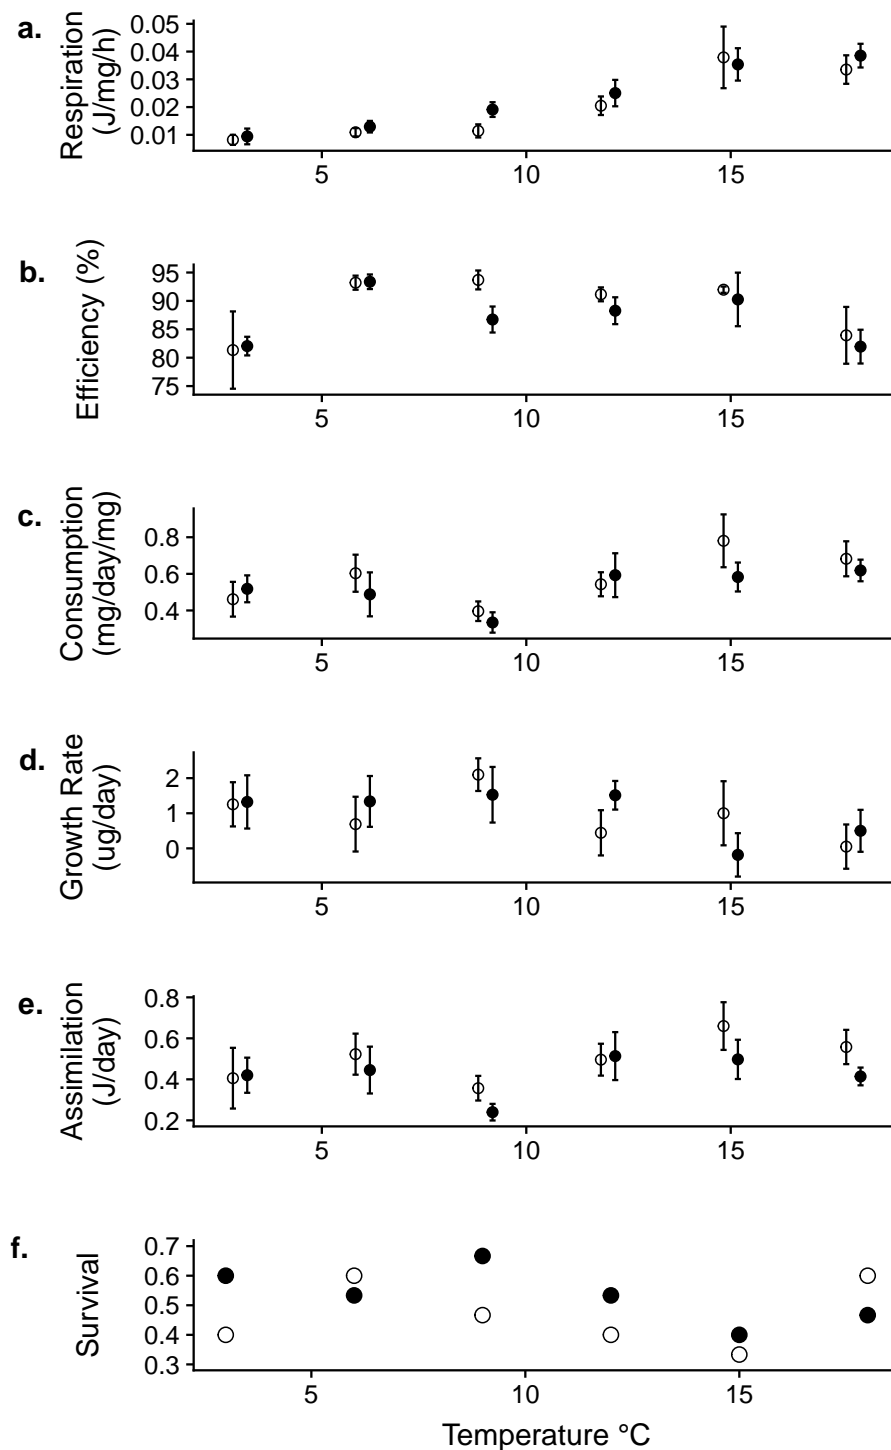 a.
Respiration
(J/mg/h)
0.05
0.04
0.03
0.02
0.01
5
10
15
b.
Efficiency (%)
95
90
85
80
75
5
10
15
c.
Consumption
(mg/day/mg)
0.8
0.6
0.4
5
10
15
d.
Growth Rate
(ug/day)
2
1
0
5
10
15
e.
Assimilation
(J/day)
0.8
0.6
0.4
0.2
5
10
15
f.
Survival
0.7
0.6
0.5
0.4
0.3
5
10
15
Temperature °C